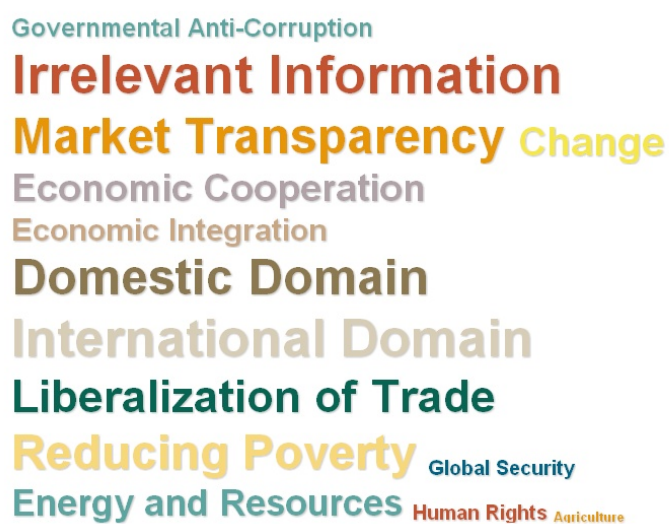 Governmental Anti-Corruption
Irrelevant Information
Market Transparency Change
Economic Cooperation
Economic Integration
Domestic Domain
International Domain
Liberalization of Trade
Reducing Poverty Global Security
Energy and Resources Human Rights Agriculture